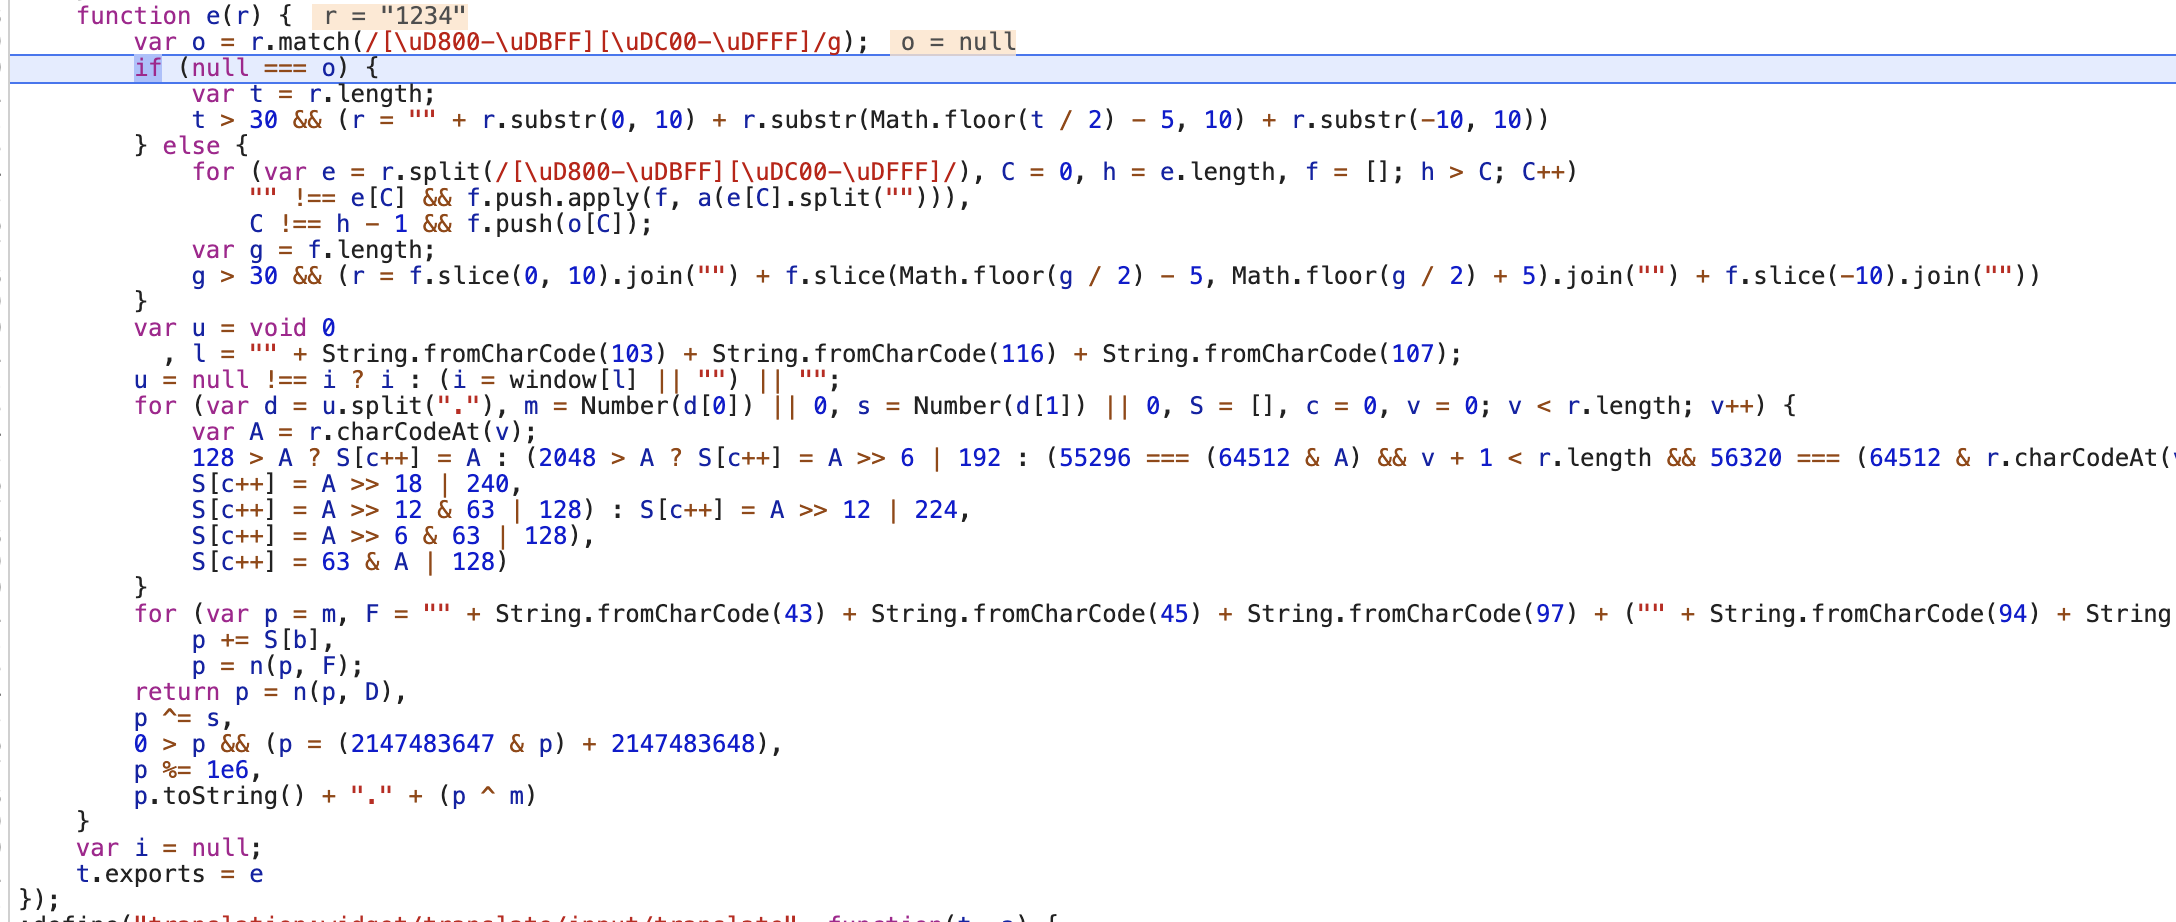 function e(r) { r = "1234"
var o = r.match(/[\uD800-\uDBFF][\uDC00-\uDFFF]/g); o = null
if (null === o) {
var t = r.length;
t > 30 && (r = "" + r.substr(0, 10) + r.substr(Math.floor(t / 2) - 5, 10) + r.substr(-10, 10))
} else {
for (var e = r.split(/[\uD800-\uDBFF][\uDC00-\uDFFF]/), C = 0, h = e.length, f = []; h > C; C++)
"" !== e[C] && f.push.apply(f, a(e[C].split(""))),
C !== h - 1 && f.push(o[C]);
var g = f.length;
g > 30 && (r = f.slice(0, 10).join("") + f.slice(Math.floor(g / 2) - 5, Math.floor(g / 2) + 5).join("") + f.slice(-10).join(""))
}
var u = void 0
, l = "" + String.fromCharCode(103) + String.fromCharCode(116) + String.fromCharCode(107);
u = null !== i ? i : (i = window[l] || "") || "";
for (var d = u.split("."), m = Number(d[0]) || 0, s = Number(d[1]) || 0, S = [], c = 0, v = 0; v < r.length; v++) {
var A = r.charCodeAt(v);
128 > A ? S[c++] = A : (2048 > A ? S[c++] = A >> 6 | 192 : (55296 === (64512 & A) && v + 1 < r.length && 56320 === (64512 & r.charCodeAt(
S[c++] = A >> 18 | 240,
S[c++] = A >> 12 & 63 | 128) : S[c++] = A >> 12 | 224,
S[c++] = A >> 6 & 63 | 128),
S[c++] = 63 & A | 128)
}
for (var p = m, F = "" + String.fromCharCode(43) + String.fromCharCode(45) + String.fromCharCode(97) + ("" + String.fromCharCode(94) + String
p += S[b],
p = n(p, F);
return p = n(p, D),
p ^= s,
0 > p && (p = (2147483647 & p) + 2147483648),
p %= 1e6,
p.toString() + "." + (p ^ m)
}
var i = null;
t.exports = e
});
;define("translation:widget/translate/input/translate", function(t, e) {